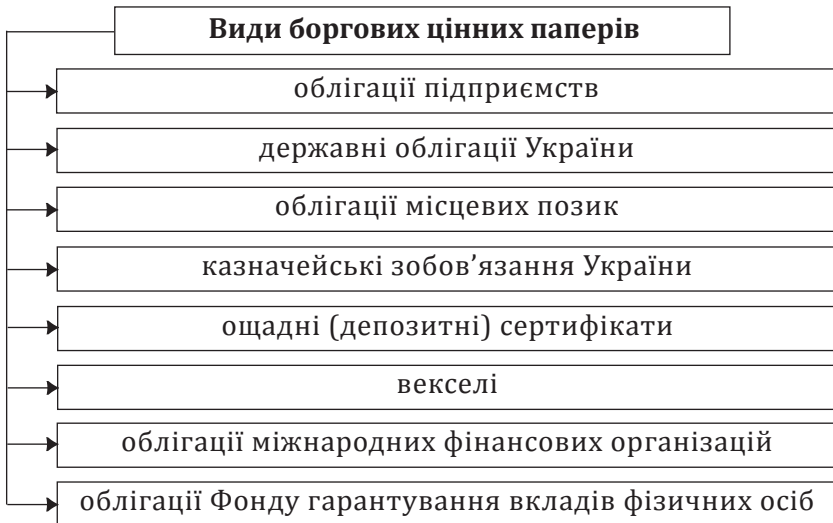 Види боргових цінних паперів
облігації підприємств
державні облігації України
облігації місцевих позик
казначейські зобов’язання України
ощадні (депозитні) сертифікати
векселі
облігації міжнародних фінансових організацій
облігації Фонду гарантування вкладів фізичних осіб